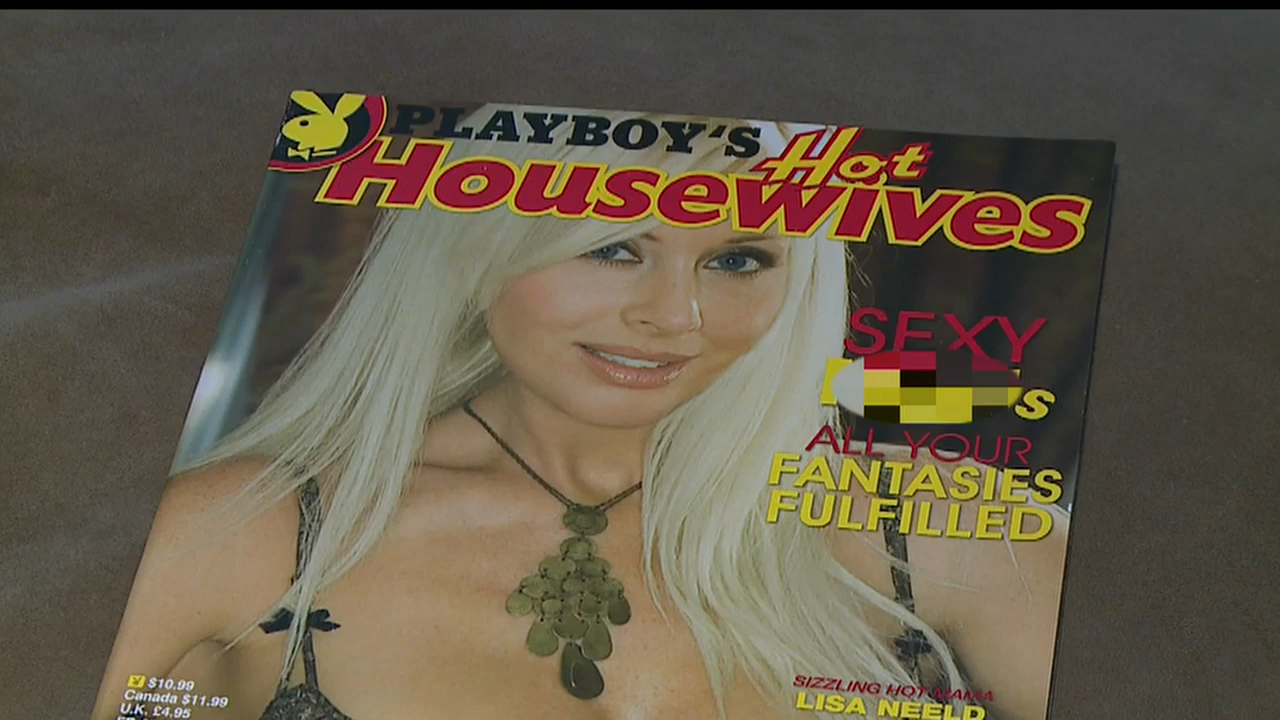 PLAYBOY'S Hot
Housewives
SEXY
s
ALL YOUR
FANTASIES
FULFILLED
$10.99
Canada $11.99
U.K. £4.95
SIZZLING HOT MAMA
LISA NEELD